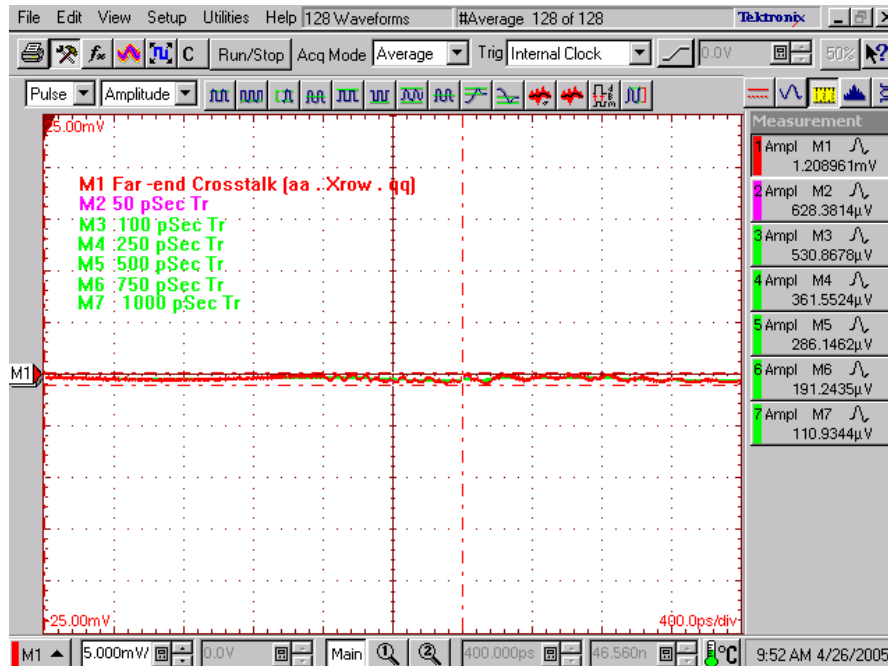 File Edit View Setup Utilities Help 128 Waveforms #Average 128 of 128 Tektronix
C Run/Stop Acq Mode Average Trig Internal Clock 0.0V 50%
Pulse Amplitude
25.00mV
M1 Far -end Crosstalk (aa . Xrow . qq)
M2 50 pSec Tr
M3 100 pSec Tr
M4 250 pSec Tr
M5 500 pSec Tr
M6 750 pSec Tr
M7 1000 pSec Tr
M1
-25.00mV
400.0ps/div
Measurement
1 Ampl M1
1.208961mV
2 Ampl M2
628.3814µV
3 Ampl M3
530.8678µV
4 Ampl M4
361.5524µV
5 Ampl M5
286.1462µV
6 Ampl M6
191.2435µV
7 Ampl M7
110.9344µV
M1 5.000mV/ 0.0V Main 1 2 400.000ps 46.560n °C 9:52 AM 4/26/2005